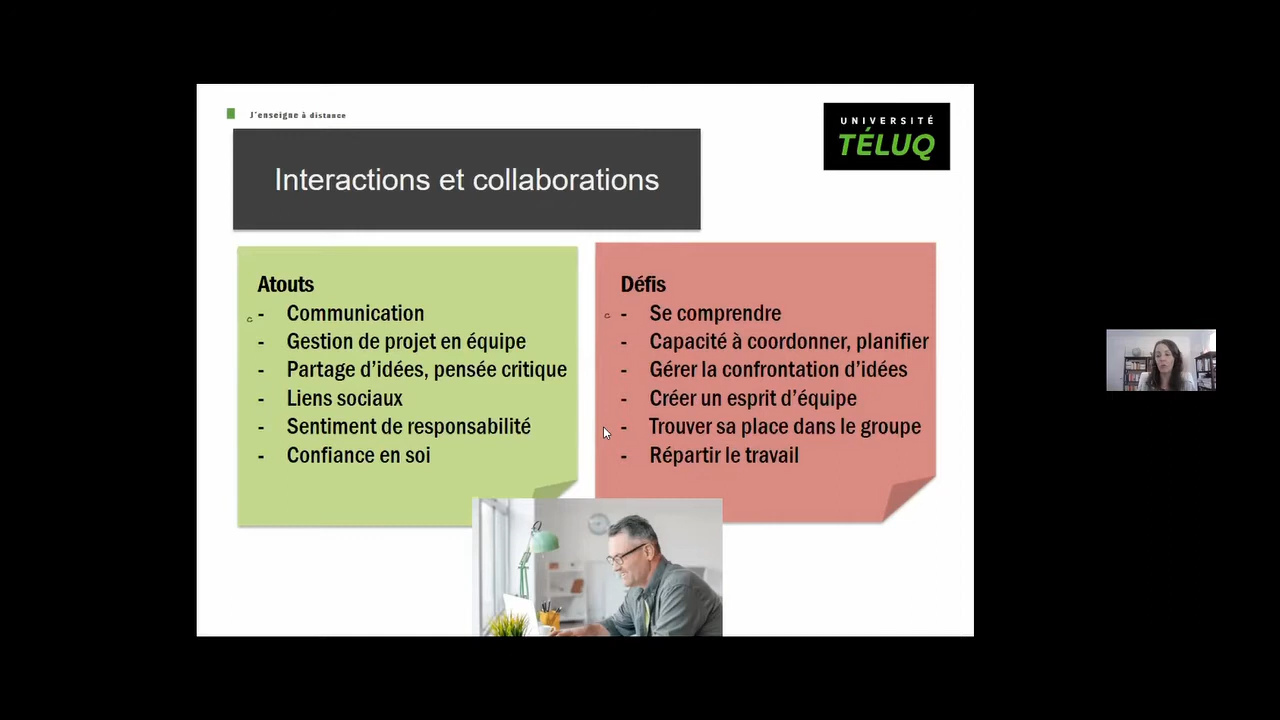 J'enseigne à distance
UNIVERSITÉ
TÉLUQ
Interactions et collaborations
Atouts
- Communication
- Gestion de projet en équipe
- Partage d'idées, pensée critique
- Liens sociaux
- Sentiment de responsabilité
- Confiance en soi
Défis
- Se comprendre
- Capacité à coordonner, planifier
- Gérer la confrontation d'idées
- Créer un esprit d'équipe
- Trouver sa place dans le groupe
- Répartir le travail